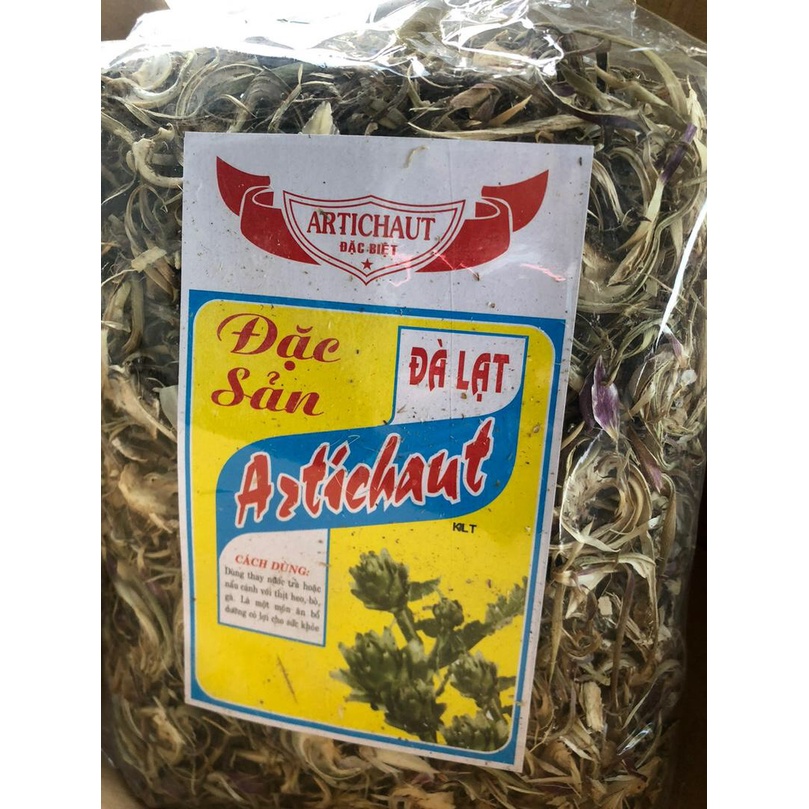 ARTICHAUT
ĐẶC BIỆT
Đặc
Sản
ĐÀ LẠT
Artichaut
KLT
CÁCH DÙNG:
Dùng thay nước trà hoặc
nấu canh với thịt heo, bò,
gà. Là một món ăn bổ
dưỡng có lợi cho sức khỏe